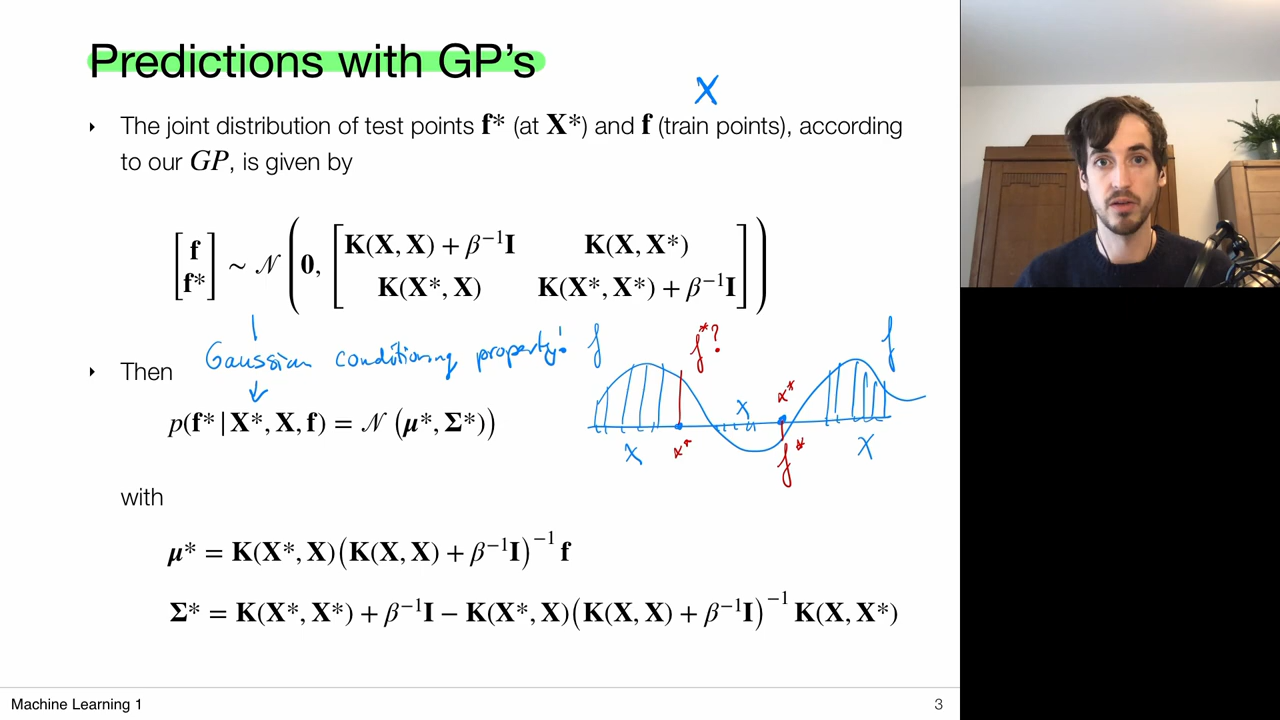 Predictions with GP's
X
‣ The joint distribution of test points f* (at X*) and f (train points), according
to our GP, is given by
[f f*] ∼ 𝒩 (0, [K(X, X) + β⁻¹I K(X, X*)
K(X*, X) K(X*, X*) + β⁻¹I])
Gaussian conditioning property!
f f*? f
‣ Then
x*
X
p(f* | X*, X, f) = 𝒩 (μ*, Σ*))
X x* f* X
with
μ* = K(X*, X)(K(X, X) + β⁻¹I)⁻¹ f
Σ* = K(X*, X*) + β⁻¹I − K(X*, X)(K(X, X) + β⁻¹I)⁻¹ K(X, X*)
Machine Learning 1 3